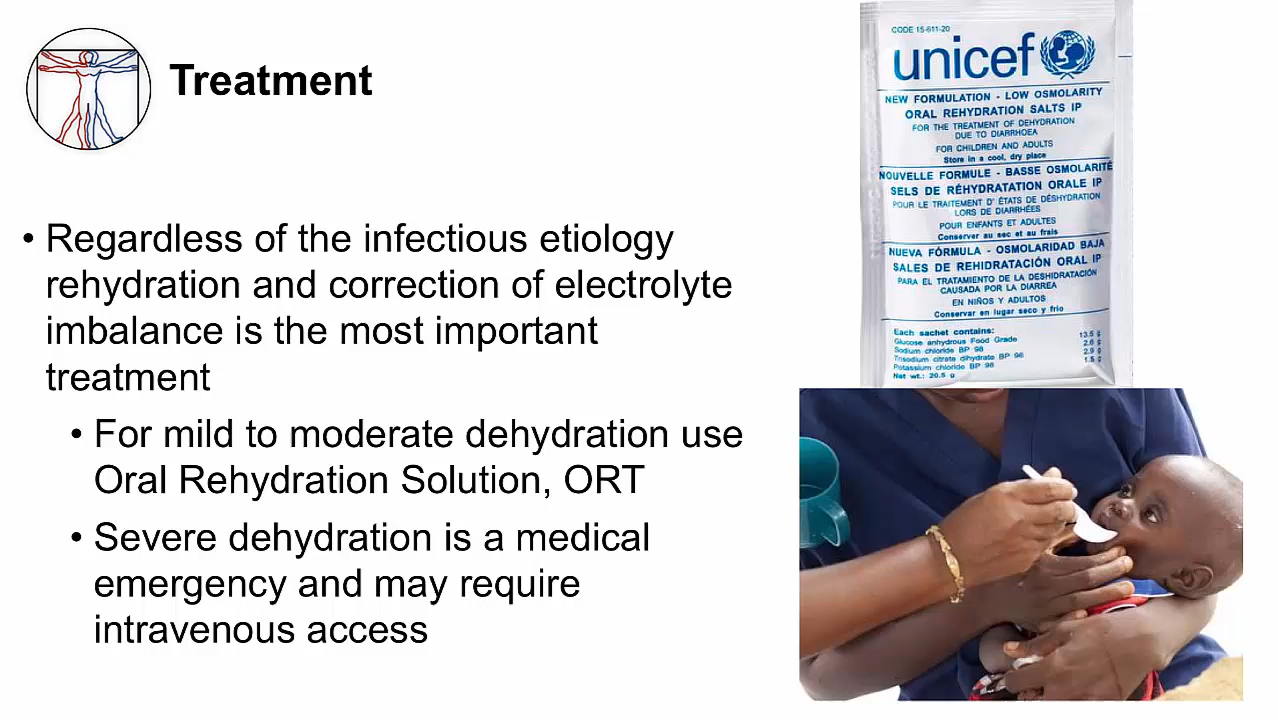 Treatment
• Regardless of the infectious etiology
rehydration and correction of electrolyte
imbalance is the most important
treatment
• For mild to moderate dehydration use
Oral Rehydration Solution, ORT
• Severe dehydration is a medical
emergency and may require
intravenous access
CODE 15-611-20
unicef
NEW FORMULATION - LOW OSMOLARITY
ORAL REHYDRATION SALTS IP
FOR THE TREATMENT OF DEHYDRATION
DUE TO DIARRHOEA
FOR CHILDREN AND ADULTS
Store in a cool, dry place
NOUVELLE FORMULE - BASSE OSMOLARITÉ
SELS DE RÉHYDRATATION ORALE IP
POUR LE TRAITEMENT D' ÉTATS DE DÉSHYDRATATION
LORS DE DIARRHÉES
POUR ENFANTS ET ADULTES
Conserver au sec et au frais
NUEVA FÓRMULA - OSMOLARIDAD BAJA
SALES DE REHIDRATACIÓN ORAL IP
PARA EL TRATAMIENTO DE LA DESHIDRATACIÓN
CAUSADA POR LA DIARREA
EN NIÑOS Y ADULTOS
Conservar en lugar seco y frio
Each sachet contains:
Glucose anhydrous Food Grade 13.5 g
Sodium chloride BP 98 2.6 g
Trisodium citrate dihydrate BP 98 2.9 g
Potassium chloride BP 98 1.5 g
Net wt.: 20.5 g